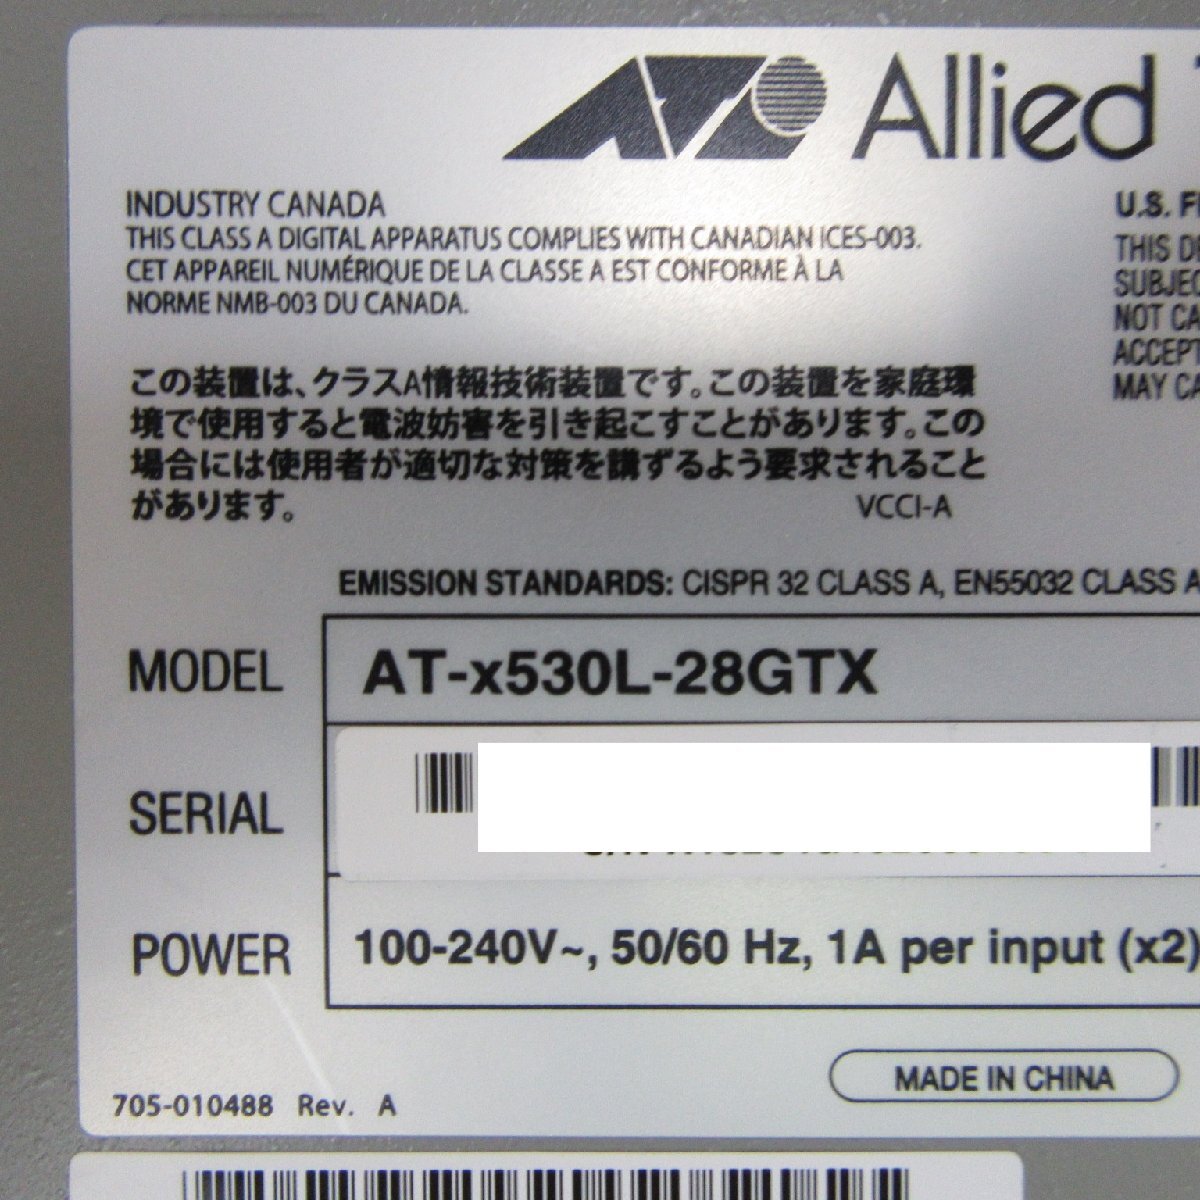 Allied
INDUSTRY CANADA
THIS CLASS A DIGITAL APPARATUS COMPLIES WITH CANADIAN ICES-003.
CET APPAREIL NUMÉRIQUE DE LA CLASSE A EST CONFORME À LA
NORME NMB-003 DU CANADA.
U.S.
THIS
NOT
MAY
この装置は、クラスA情報技術装置です。この装置を家庭環
境で使用すると電波妨害を引き起こすことがあります。この
場合には使用者が適切な対策を講ずるよう要求されること
があります。
VCCI-A
EMISSION STANDARDS: CISPR 32 CLASS A, EN55032 CLASS A
MODEL AT-x530L-28GTX
SERIAL
POWER 100-240V~, 50/60 Hz, 1A per input (x2)
MADE IN CHINA
705-010488 Rev. A